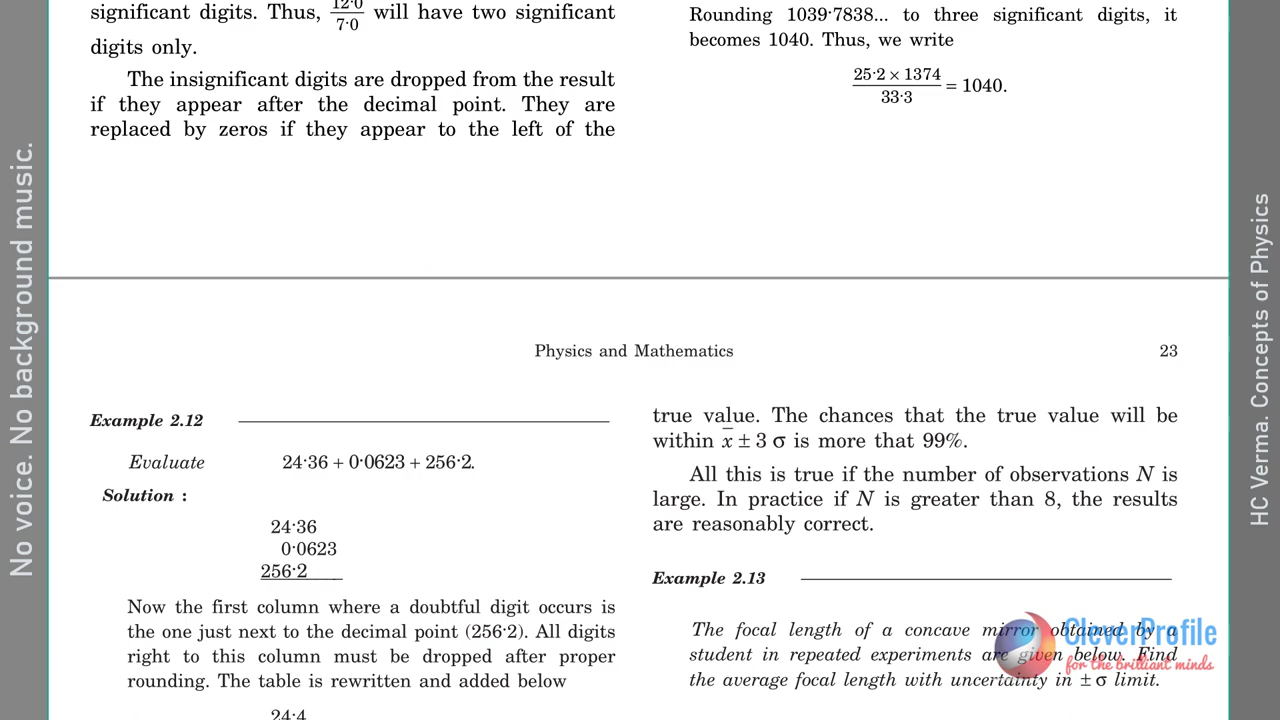 significant digits. Thus, 12·0/7·0 will have two significant
digits only.
The insignificant digits are dropped from the result
if they appear after the decimal point. They are
replaced by zeros if they appear to the left of the
Rounding 1039·7838... to three significant digits, it
becomes 1040. Thus, we write
25·2 × 1374
33·3
= 1040.
Physics and Mathematics
23
Example 2.12
Evaluate 24·36 + 0·0623 + 256·2.
Solution :
24·36
0·0623
256·2
Now the first column where a doubtful digit occurs is
the one just next to the decimal point (256·2). All digits
right to this column must be dropped after proper
rounding. The table is rewritten and added below
24·4
true value. The chances that the true value will be
within x̅ ± 3 σ is more that 99%.
All this is true if the number of observations N is
large. In practice if N is greater than 8, the results
are reasonably correct.
Example 2.13
The focal length of a concave mirror obtained by a
student in repeated experiments are given below. Find
the average focal length with uncertainty in ± σ limit.
CleverProfile
for the brilliant minds
No voice. No background music.
HC Verma. Concepts of Physics